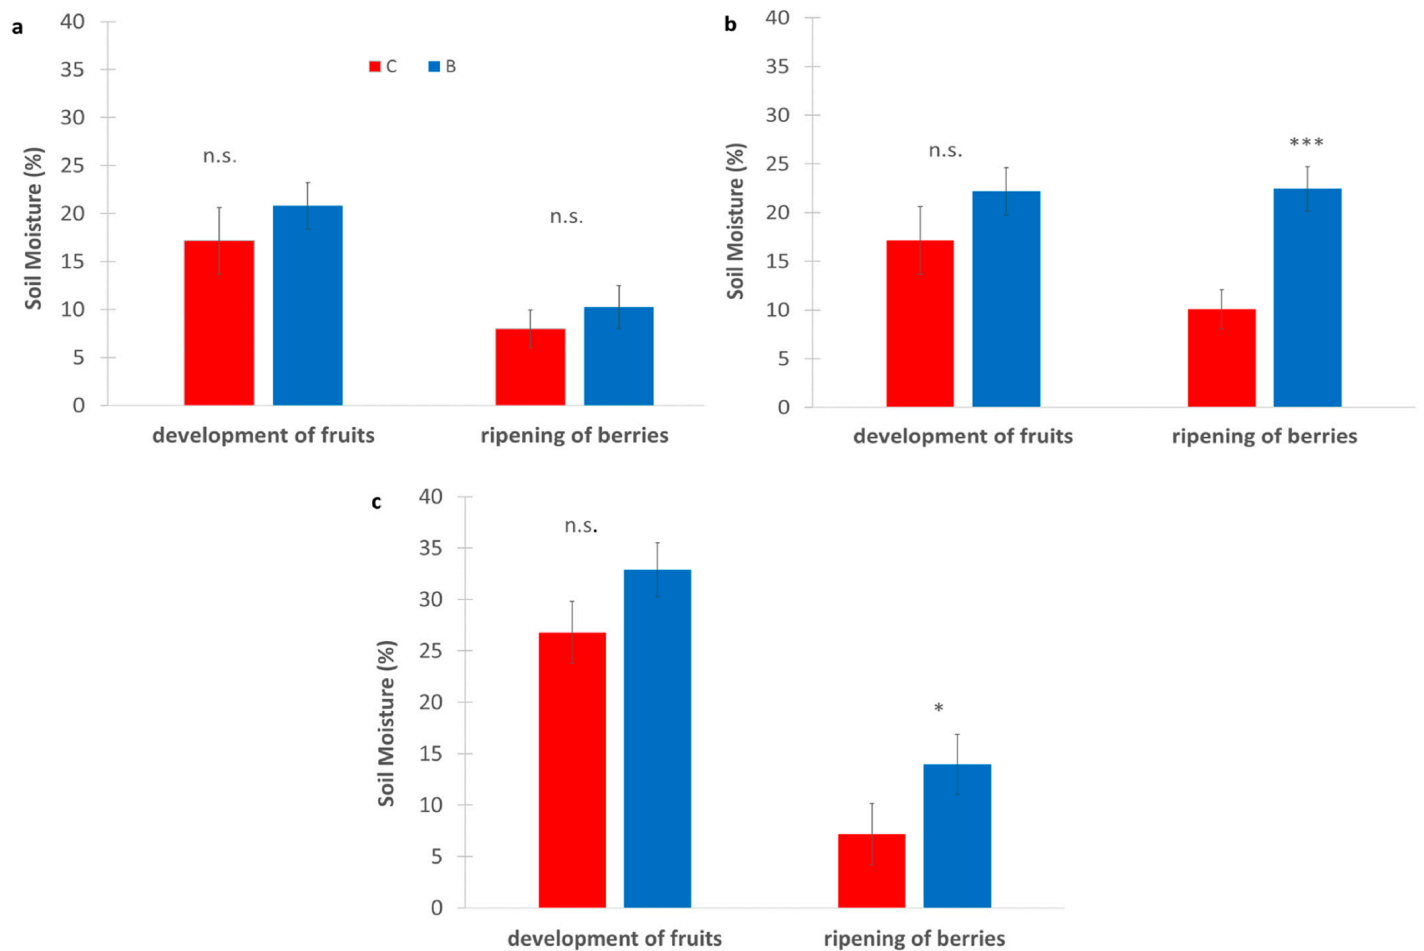 a
40
35
30
25
20
15
10
5
0
Soil Moisture (%)
C B
n.s.
n.s.
development of fruits ripening of berries
b
40
35
30
25
20
15
10
5
0
Soil Moisture (%)
n.s.
***
development of fruits ripening of berries
c
40
35
30
25
20
15
10
5
0
Soil Moisture (%)
n.s.
*
development of fruits ripening of berries